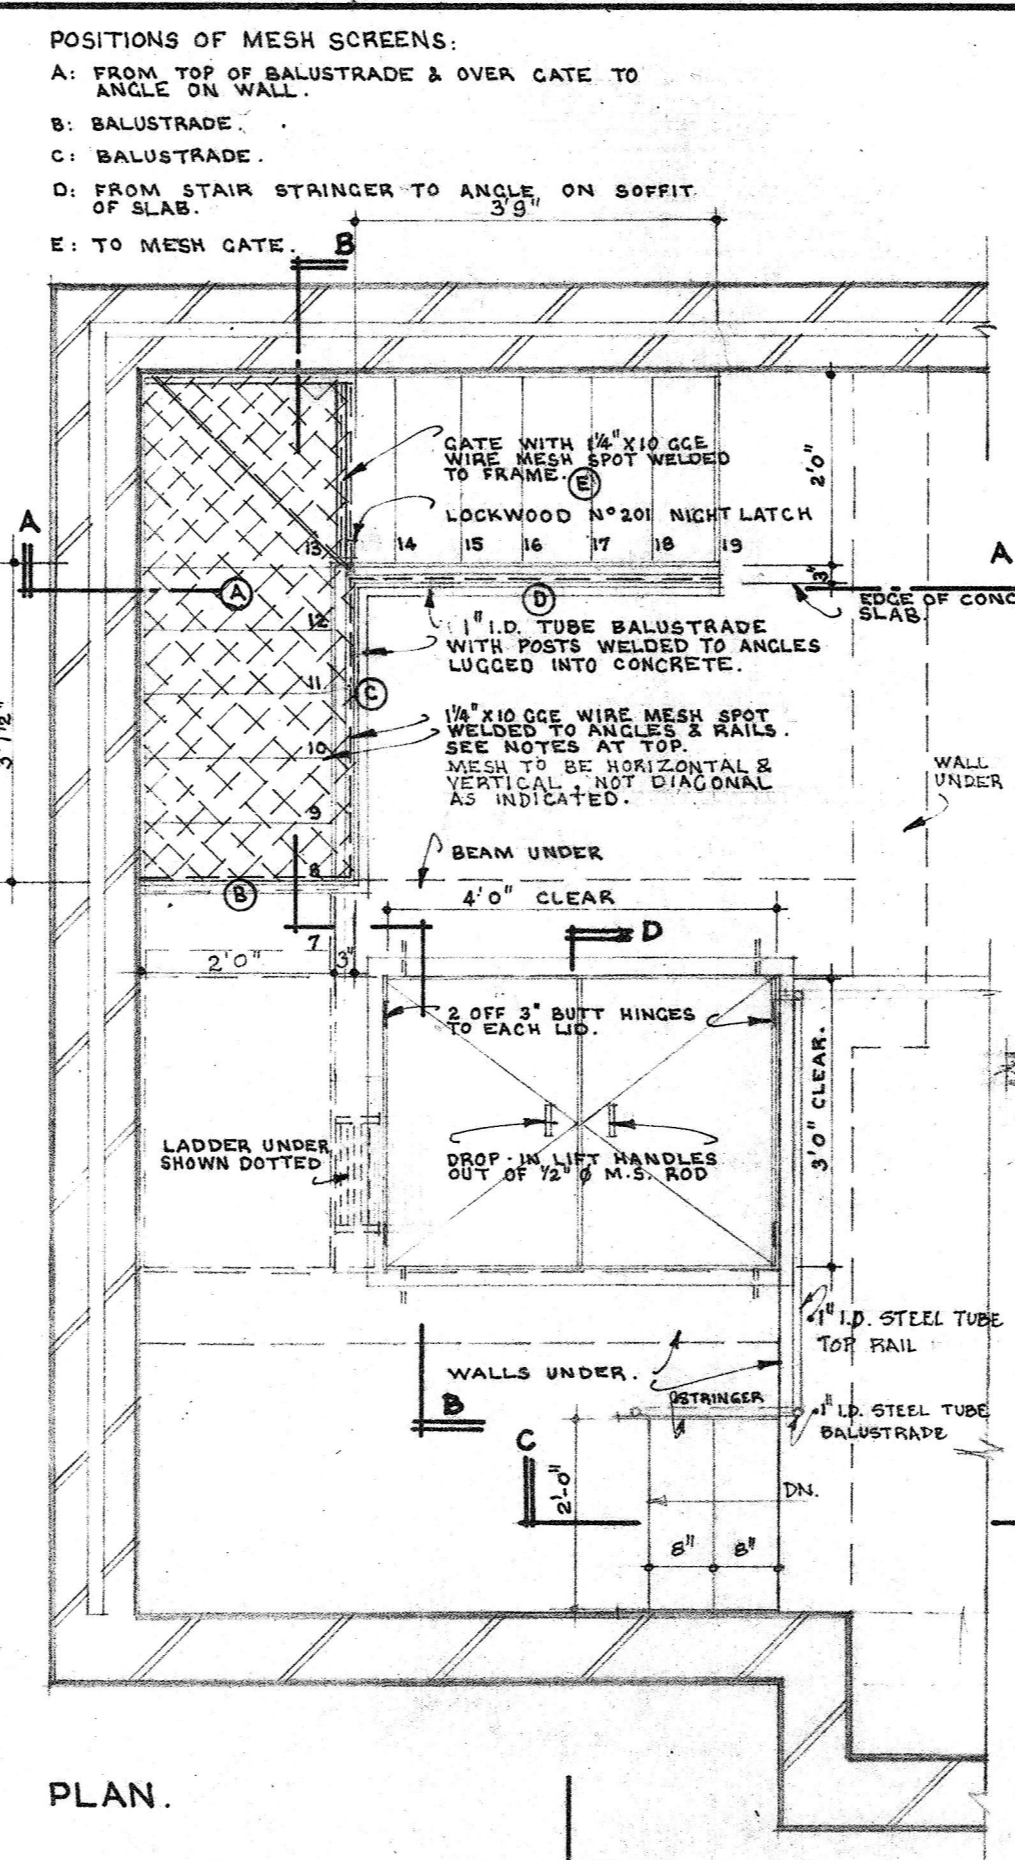 POSITIONS OF MESH SCREENS:
A: FROM TOP OF BALUSTRADE & OVER GATE TO
ANGLE ON WALL.
B: BALUSTRADE.
C: BALUSTRADE.
D: FROM STAIR STRINGER TO ANGLE ON SOFFIT
OF SLAB.
3'9"
E: TO MESH GATE.
B
GATE WITH 1¼" X 10 GGE
WIRE MESH SPOT WELDED
TO FRAME. E
2'0"
LOCKWOOD Nº 201 NIGHT LATCH
A
13 14 15 16 17 18 19
A
3"
A
D
EDGE OF CONC
SLAB.
12
1" I.D. TUBE BALUSTRADE
WITH POSTS WELDED TO ANGLES
LUGGED INTO CONCRETE.
11
C
1¼" X 10 GGE WIRE MESH SPOT
WELDED TO ANGLES & RAILS.
SEE NOTES AT TOP.
MESH TO BE HORIZONTAL &
VERTICAL, NOT DIAGONAL
AS INDICATED.
10
WALL
UNDER
9
BEAM UNDER
8
B
4'0" CLEAR
7
D
2'0"
3"
2 OFF 3" BUTT HINGES
TO EACH LID.
3'0" CLEAR.
LADDER UNDER
SHOWN DOTTED
DROP-IN LIFT HANDLES
OUT OF ½" Ø M.S. ROD
1" I.D. STEEL TUBE
TOP RAIL
WALLS UNDER.
STRINGER
B
1" I.D. STEEL TUBE
BALUSTRADE
C
2'-0"
DN.
8" 8"
PLAN.